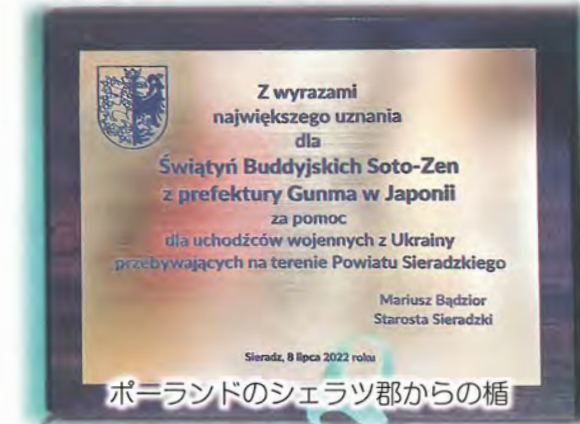 Z wyrazami
największego uznania
dla
Świątyń Buddyjskich Soto-Zen
z prefektury Gunma w Japonii
za pomoc
dla uchodźców wojennych z Ukrainy
przebywających na terenie Powiatu Sieradzkiego
Mariusz Bądzior
Starosta Sieradzki
Sieradz, 8 lipca 2022 roku
ポーランドのシェラツ郡からの楯